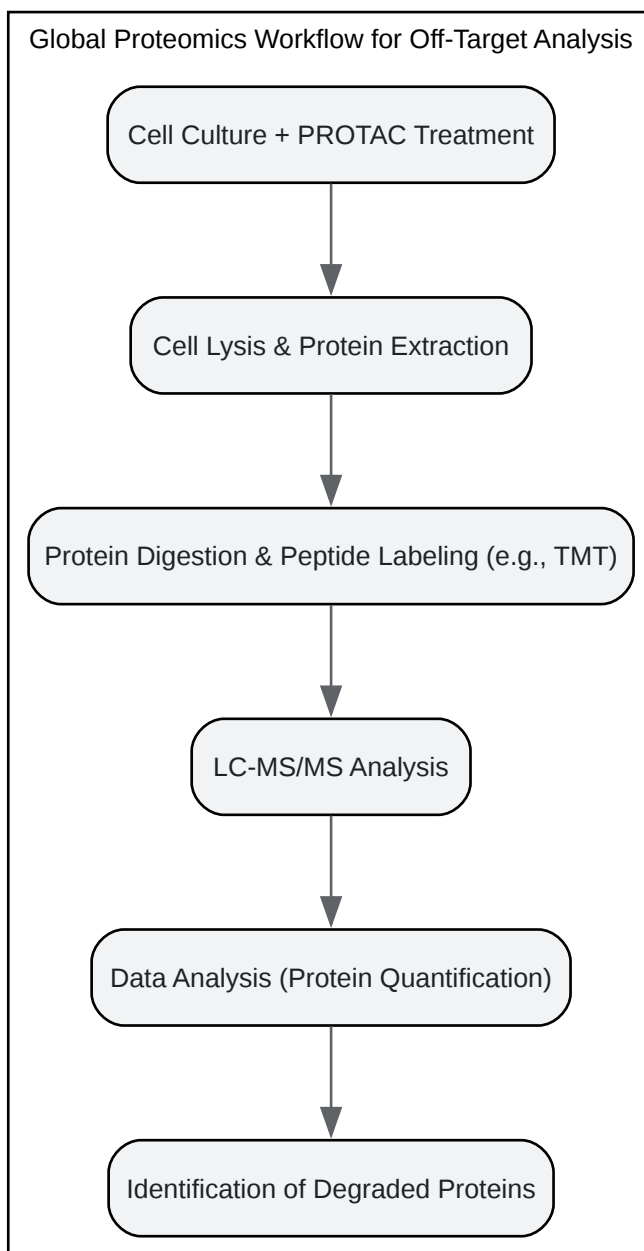 Global Proteomics Workflow for Off-Target Analysis
Cell Culture + PROTAC Treatment
Cell Lysis & Protein Extraction
Protein Digestion & Peptide Labeling (e.g., TMT)
LC-MS/MS Analysis
Data Analysis (Protein Quantification)
Identification of Degraded Proteins